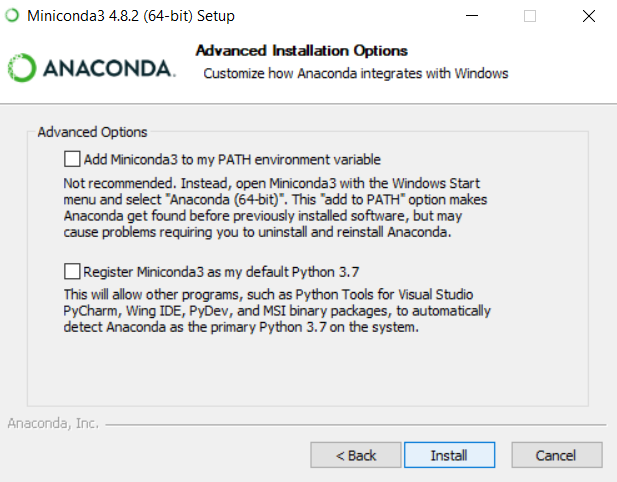 Miniconda3 4.8.2 (64-bit) Setup
ANACONDA.
Advanced Installation Options
Customize how Anaconda integrates with Windows
Advanced Options
Add Miniconda3 to my PATH environment variable
Not recommended. Instead, open Miniconda3 with the Windows Start
menu and select "Anaconda (64-bit)". This "add to PATH" option makes
Anaconda get found before previously installed software, but may
cause problems requiring you to uninstall and reinstall Anaconda.
Register Miniconda3 as my default Python 3.7
This will allow other programs, such as Python Tools for Visual Studio
PyCharm, Wing IDE, PyDev, and MSI binary packages, to automatically
detect Anaconda as the primary Python 3.7 on the system.
Anaconda, Inc.
< Back
Install
Cancel